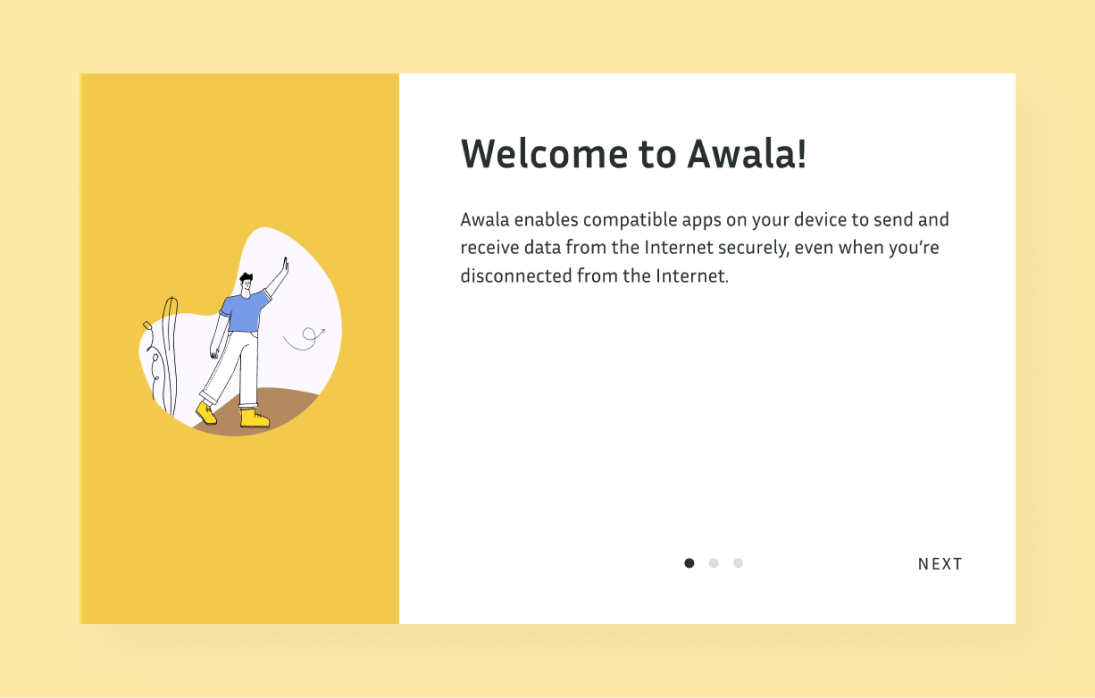 Welcome to Awala!
Awala enables compatible apps on your device to send and
receive data from the Internet securely, even when you’re
disconnected from the Internet.
NEXT